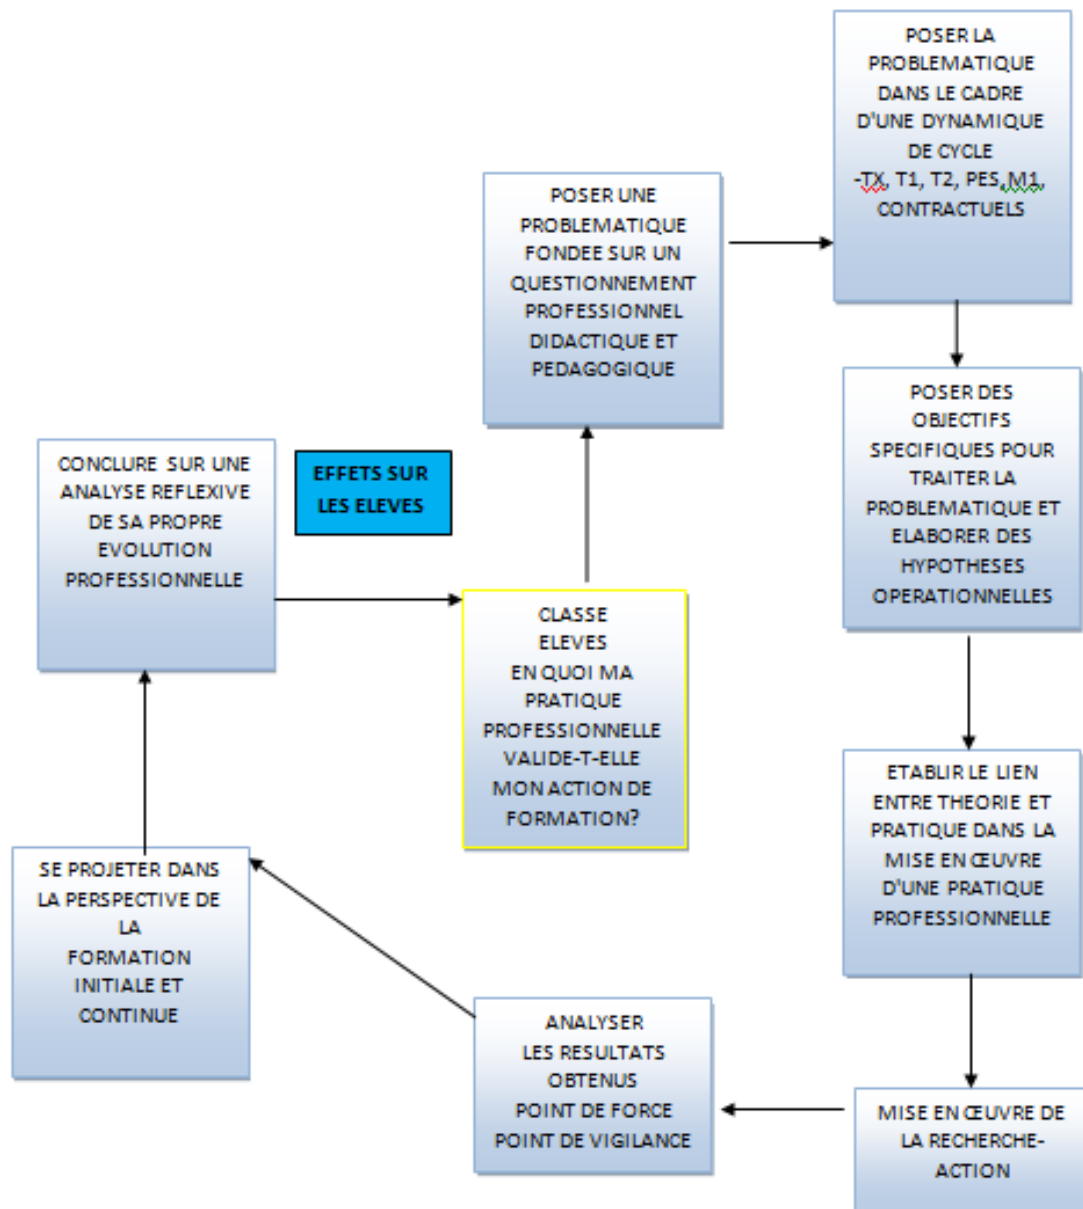 POSER LA
PROBLEMATIQUE
DANS LE CADRE
D'UNE DYNAMIQUE
DE CYCLE
-TX, T1, T2, PES,M1,
CONTRACTUELS
POSER UNE
PROBLEMATIQUE
FONDEE SUR UN
QUESTIONNEMENT
PROFESSIONNEL
DIDACTIQUE ET
PEDAGOGIQUE
POSER DES
OBJECTIFS
SPECIFIQUES POUR
TRAITER LA
PROBLEMATIQUE ET
ELABORER DES
HYPOTHESES
OPERATIONNELLES
CONCLURE SUR UNE
ANALYSE REFLEXIVE
DE SA PROPRE
EVOLUTION
PROFESSIONNELLE
EFFETS SUR
LES ELEVES
CLASSE
ELEVES
EN QUOI MA
PRATIQUE
PROFESSIONNELLE
VALIDE-T-ELLE
MON ACTION DE
FORMATION?
ETABLIR LE LIEN
ENTRE THEORIE ET
PRATIQUE DANS LA
MISE EN ŒUVRE
D'UNE PRATIQUE
PROFESSIONNELLE
SE PROJETER DANS
LA PERSPECTIVE DE
LA
FORMATION
INITIALE ET
CONTINUE
ANALYSER
LES RESULTATS
OBTENUS
POINT DE FORCE
POINT DE VIGILANCE
MISE EN ŒUVRE DE
LA RECHERCHE-
ACTION